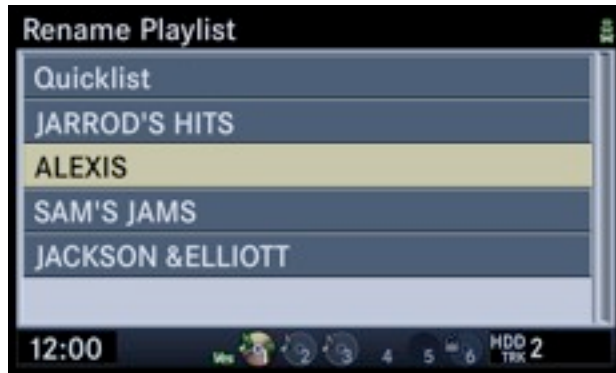 Rename Playlist
Quicklist
JARROD'S HITS
ALEXIS
SAM'S JAMS
JACKSON &ELLIOTT
12:00 2 3 4 5 6 HDD TRK 2